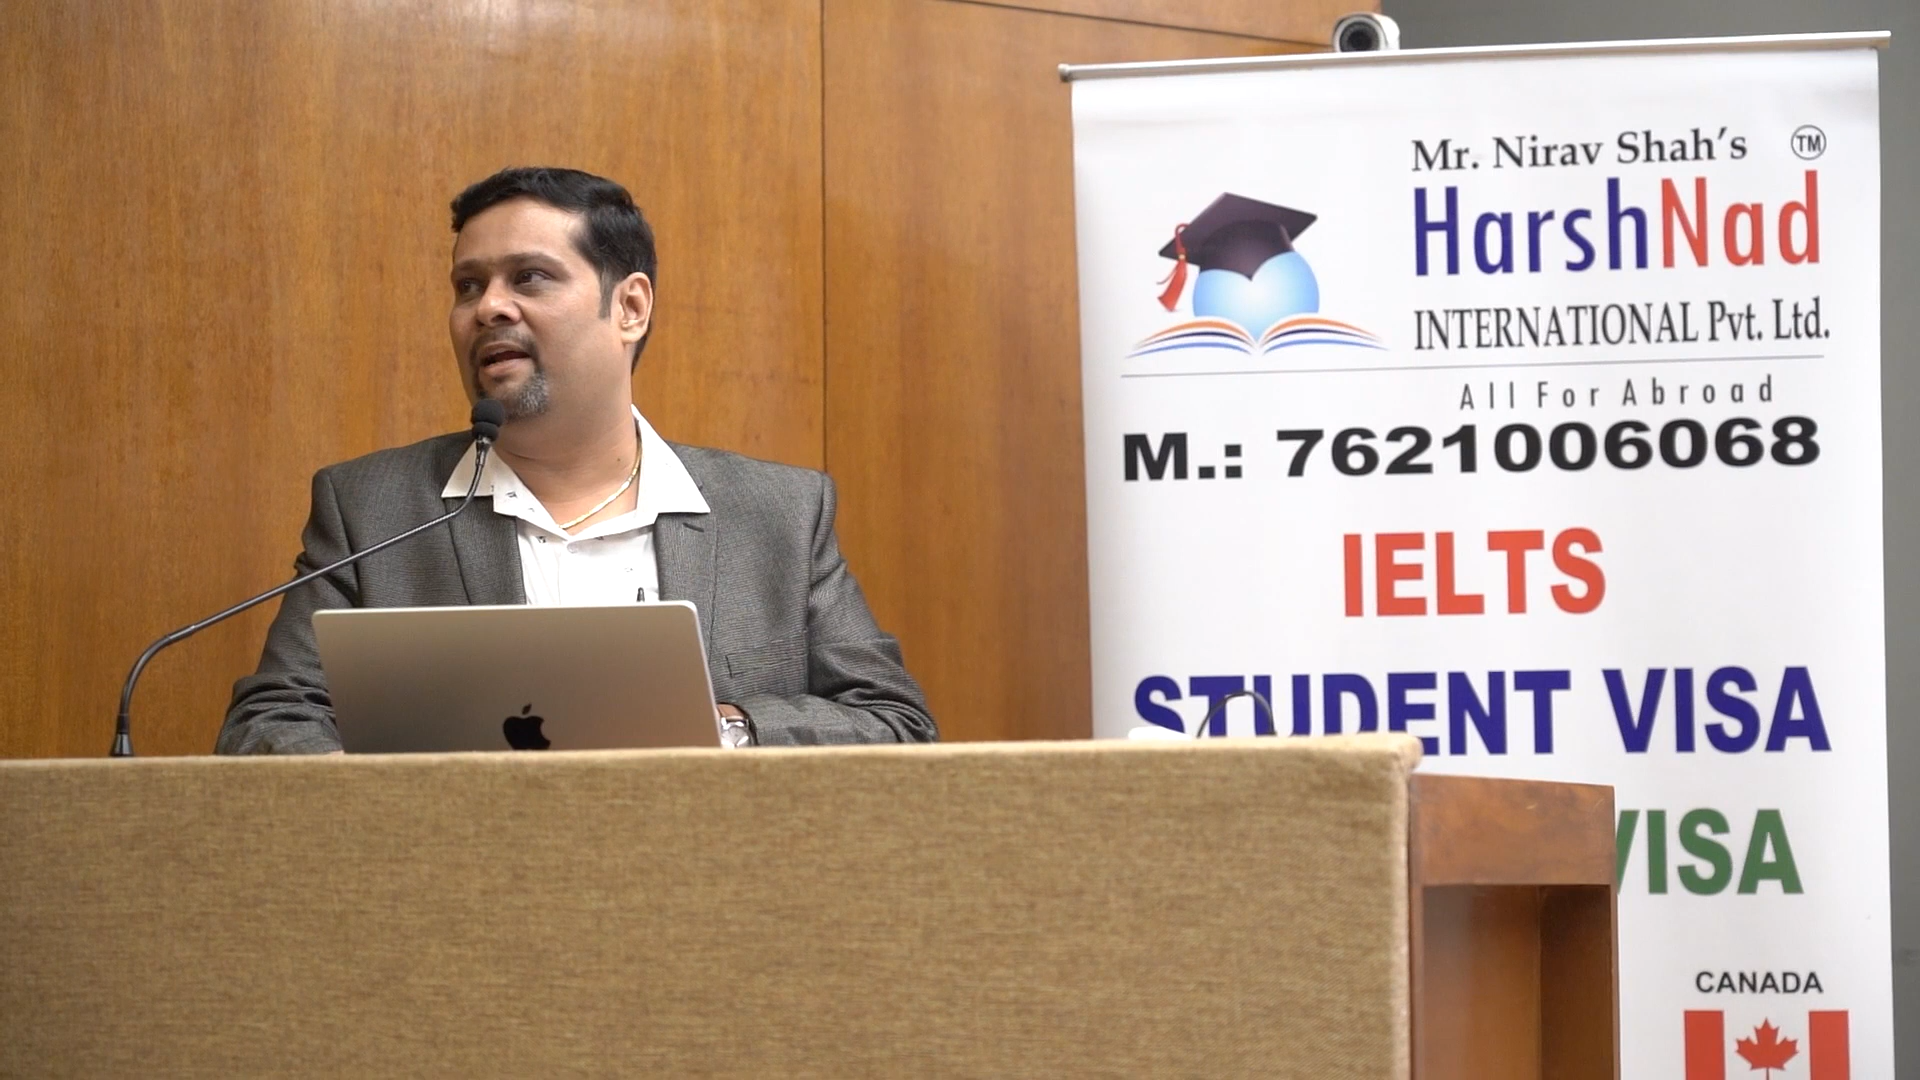 Mr. Nirav Shah's TM
HarshNad
INTERNATIONAL Pvt. Ltd.
All For Abroad
M.: 7621006068
IELTS
STUDENT VISA
VISA
CANADA